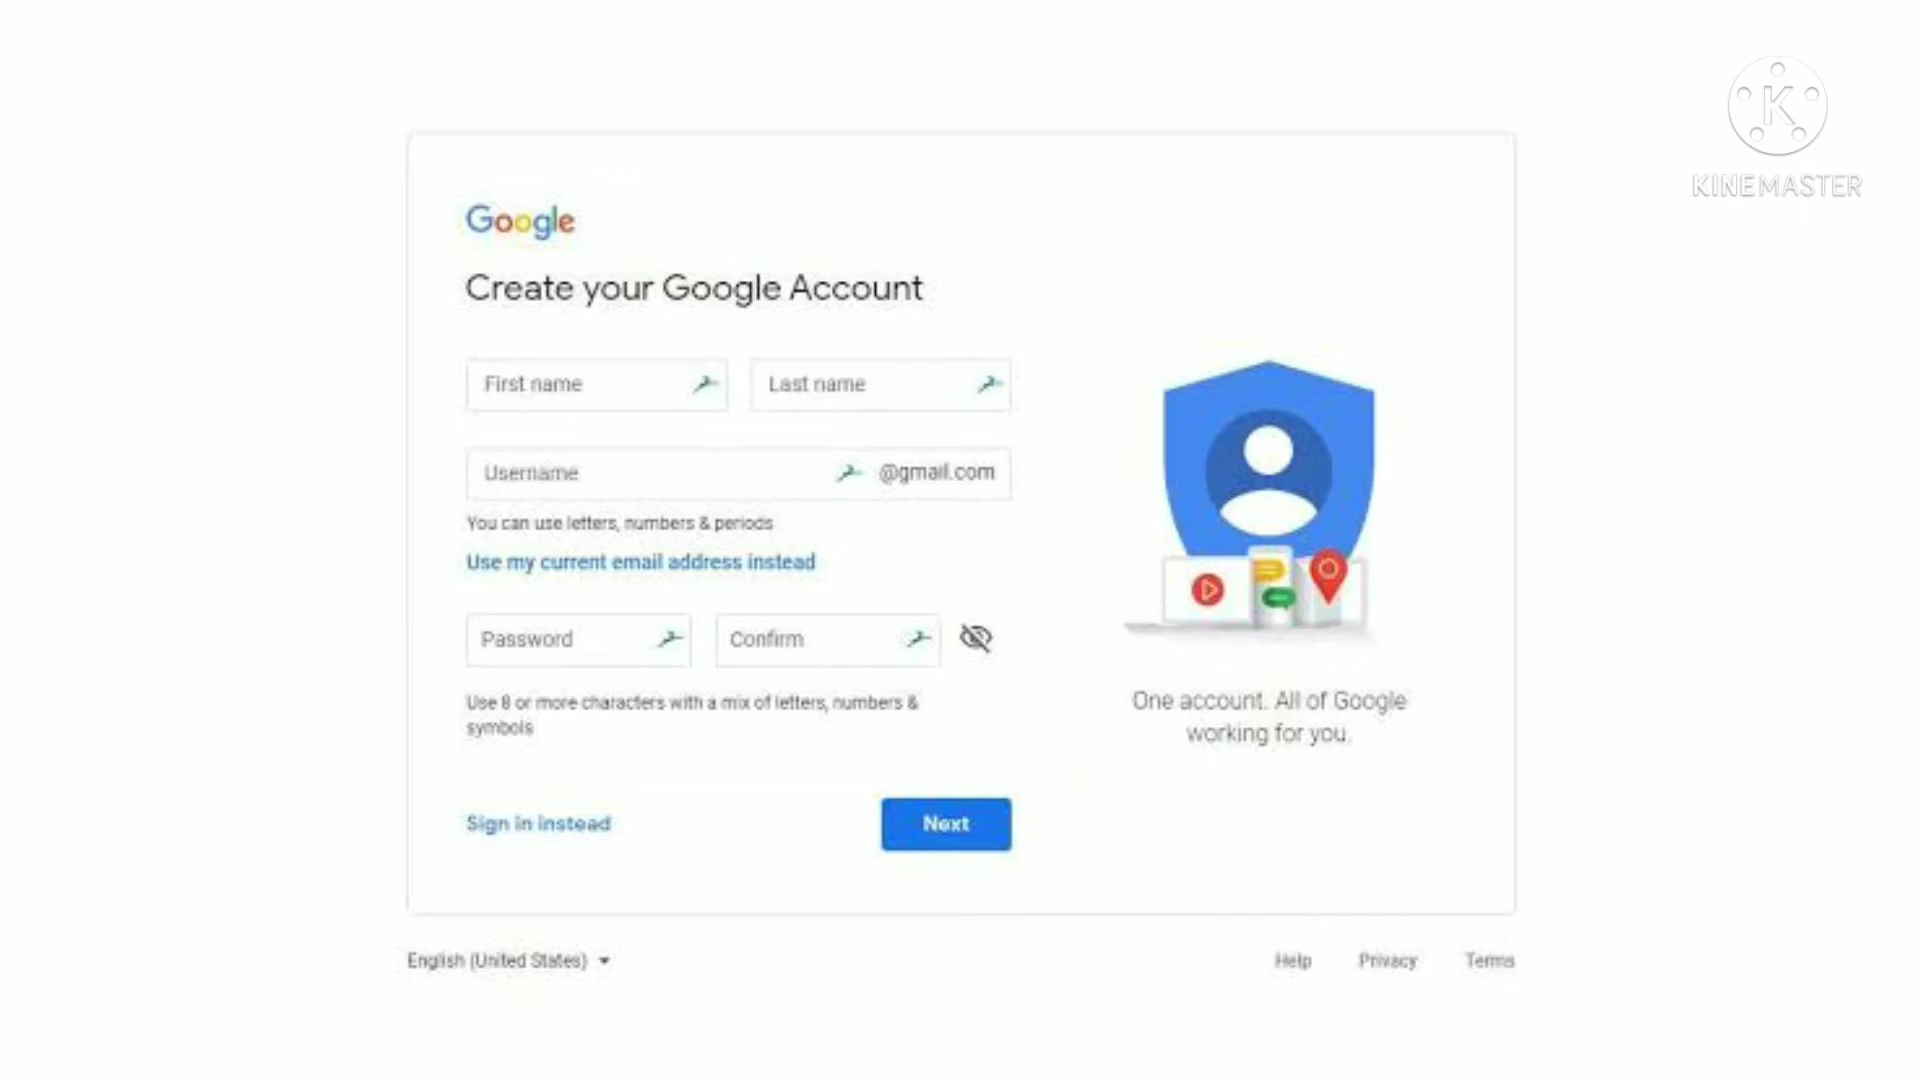 K
KINEMASTER
Google
Create your Google Account
First name
Last name
Username
@gmail.com
You can use letters, numbers & periods
Use my current email address instead
Password
Confirm
Use 8 or more characters with a mix of letters, numbers &
symbols
One account. All of Google
working for you.
Sign in instead
Next
English (United States)
Help
Privacy
Terms